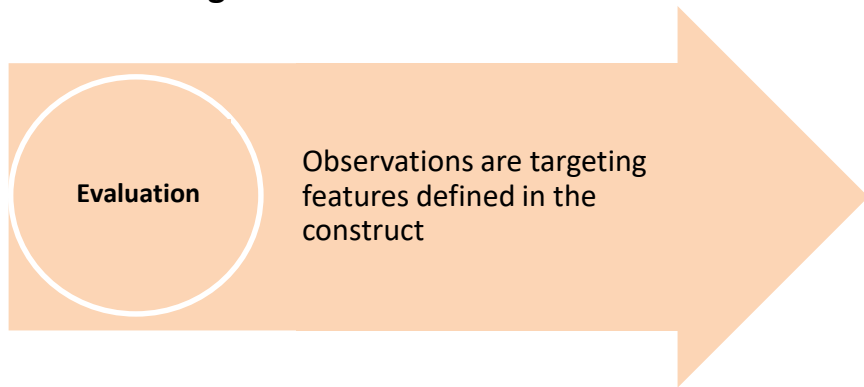 Evaluation
Observations are targeting
features defined in the
construct